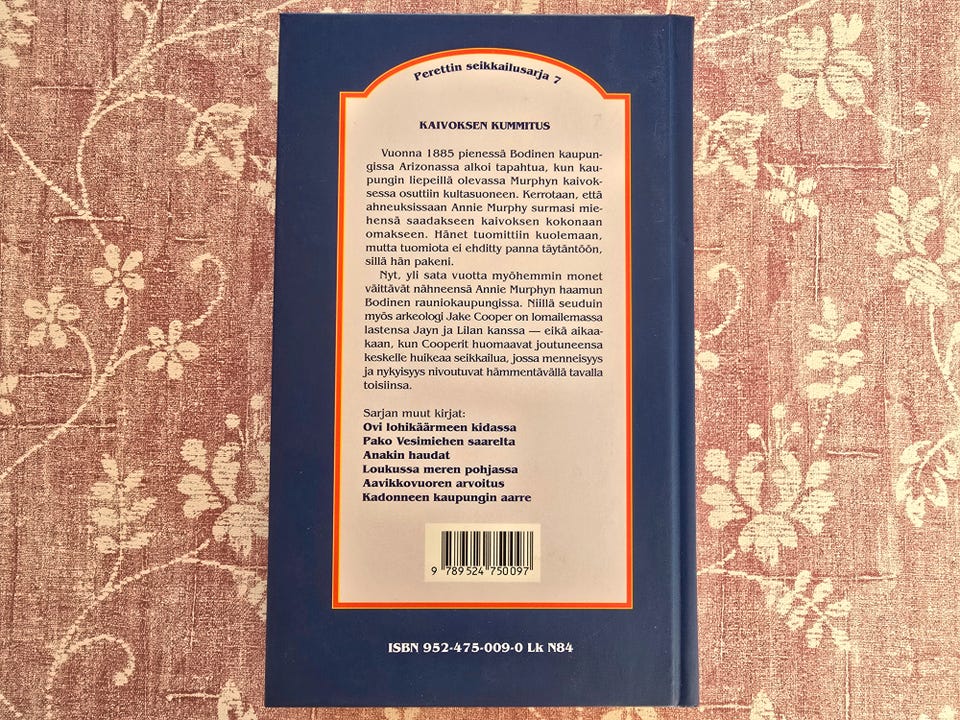 Perettin seikkailusarja 7
KAIVOKSEN KUMMITUS
Vuonna 1885 pienessä Bodinen kaupun-
gissa Arizonassa alkoi tapahtua, kun kau-
pungin liepeillä olevassa Murphyn kaivok-
sessa osuttiin kultasuoneen. Kerrotaan, että
ahneuksissaan Annie Murphy surmasi mie-
hensä saadakseen kaivoksen kokonaan
omakseen. Hänet tuomittiin kuolemaan,
mutta tuomiota ei ehditty panna täytäntöön,
sillä hän pakeni.
Nyt, yli sata vuotta myöhemmin monet
väittävät nähneensä Annie Murphyn haamun
Bodinen rauniokaupungissa. Niillä seuduin
myös arkeologi Jake Cooper on lomailemassa
lastensa Jayn ja Lilan kanssa — eikä aikaa-
kaan, kun Cooperit huomaavat joutuneensa
keskelle huikeaa seikkailua, jossa menneisyys
ja nykyisyys nivoutuvat hämmentävällä tavalla
toisiinsa.
Sarjan muut kirjat:
Ovi lohikäärmeen kidassa
Pako Vesimiehen saarelta
Anakin haudat
Loukussa meren pohjassa
Aavikkovuoren arvoitus
Kadonneen kaupungin aarre
9 789524 750097
ISBN 952-475-009-0 Lk N84